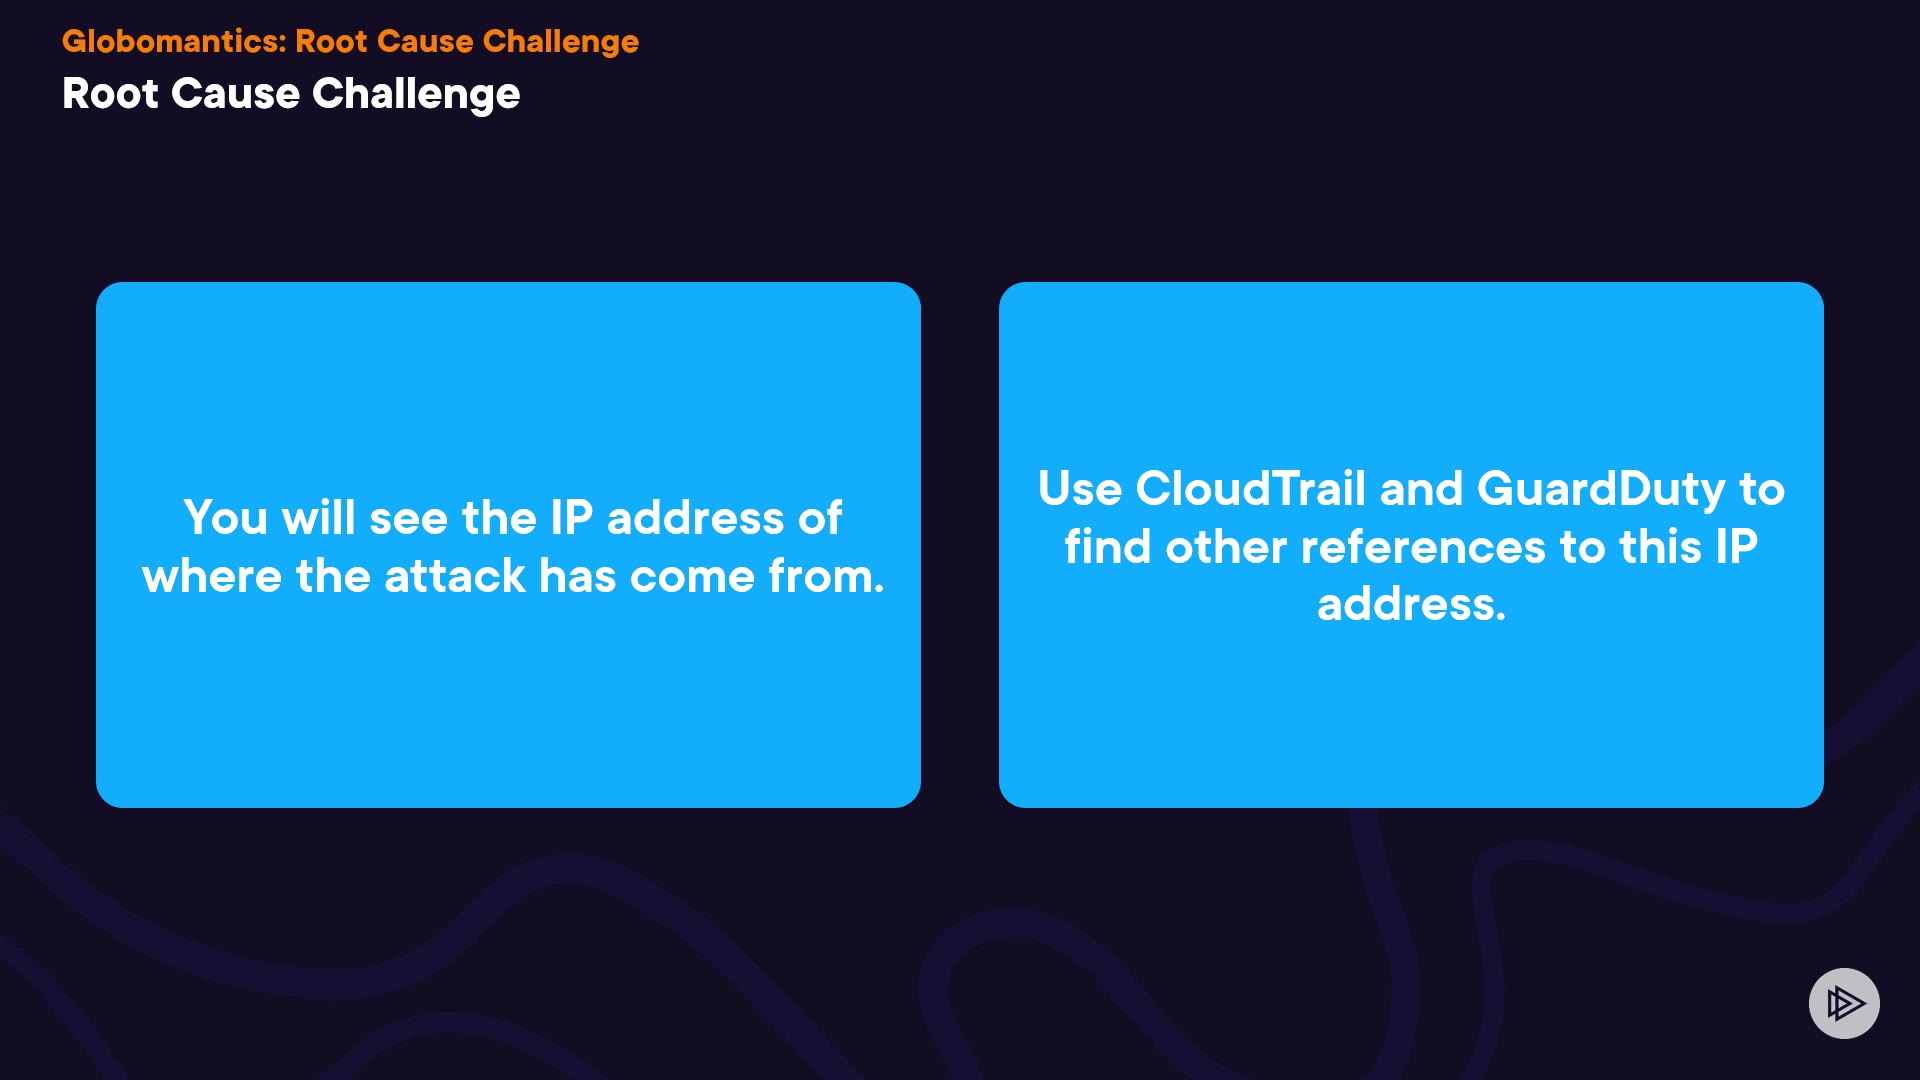 Globomantics: Root Cause Challenge
Root Cause Challenge
You will see the IP address of
where the attack has come from.
Use CloudTrail and GuardDuty to
find other references to this IP
address.